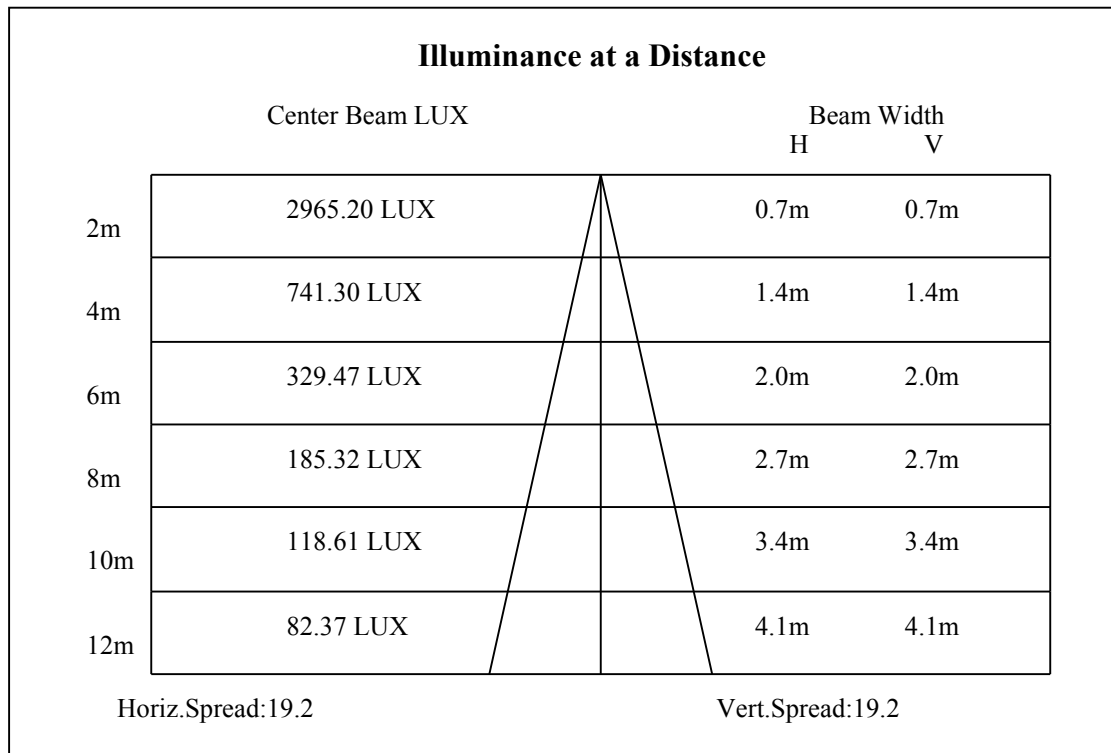 Illuminance at a Distance
Center Beam LUX Beam Width
H V
2m 2965.20 LUX 0.7m 0.7m
4m 741.30 LUX 1.4m 1.4m
6m 329.47 LUX 2.0m 2.0m
8m 185.32 LUX 2.7m 2.7m
10m 118.61 LUX 3.4m 3.4m
12m 82.37 LUX 4.1m 4.1m
Horiz.Spread:19.2 Vert.Spread:19.2